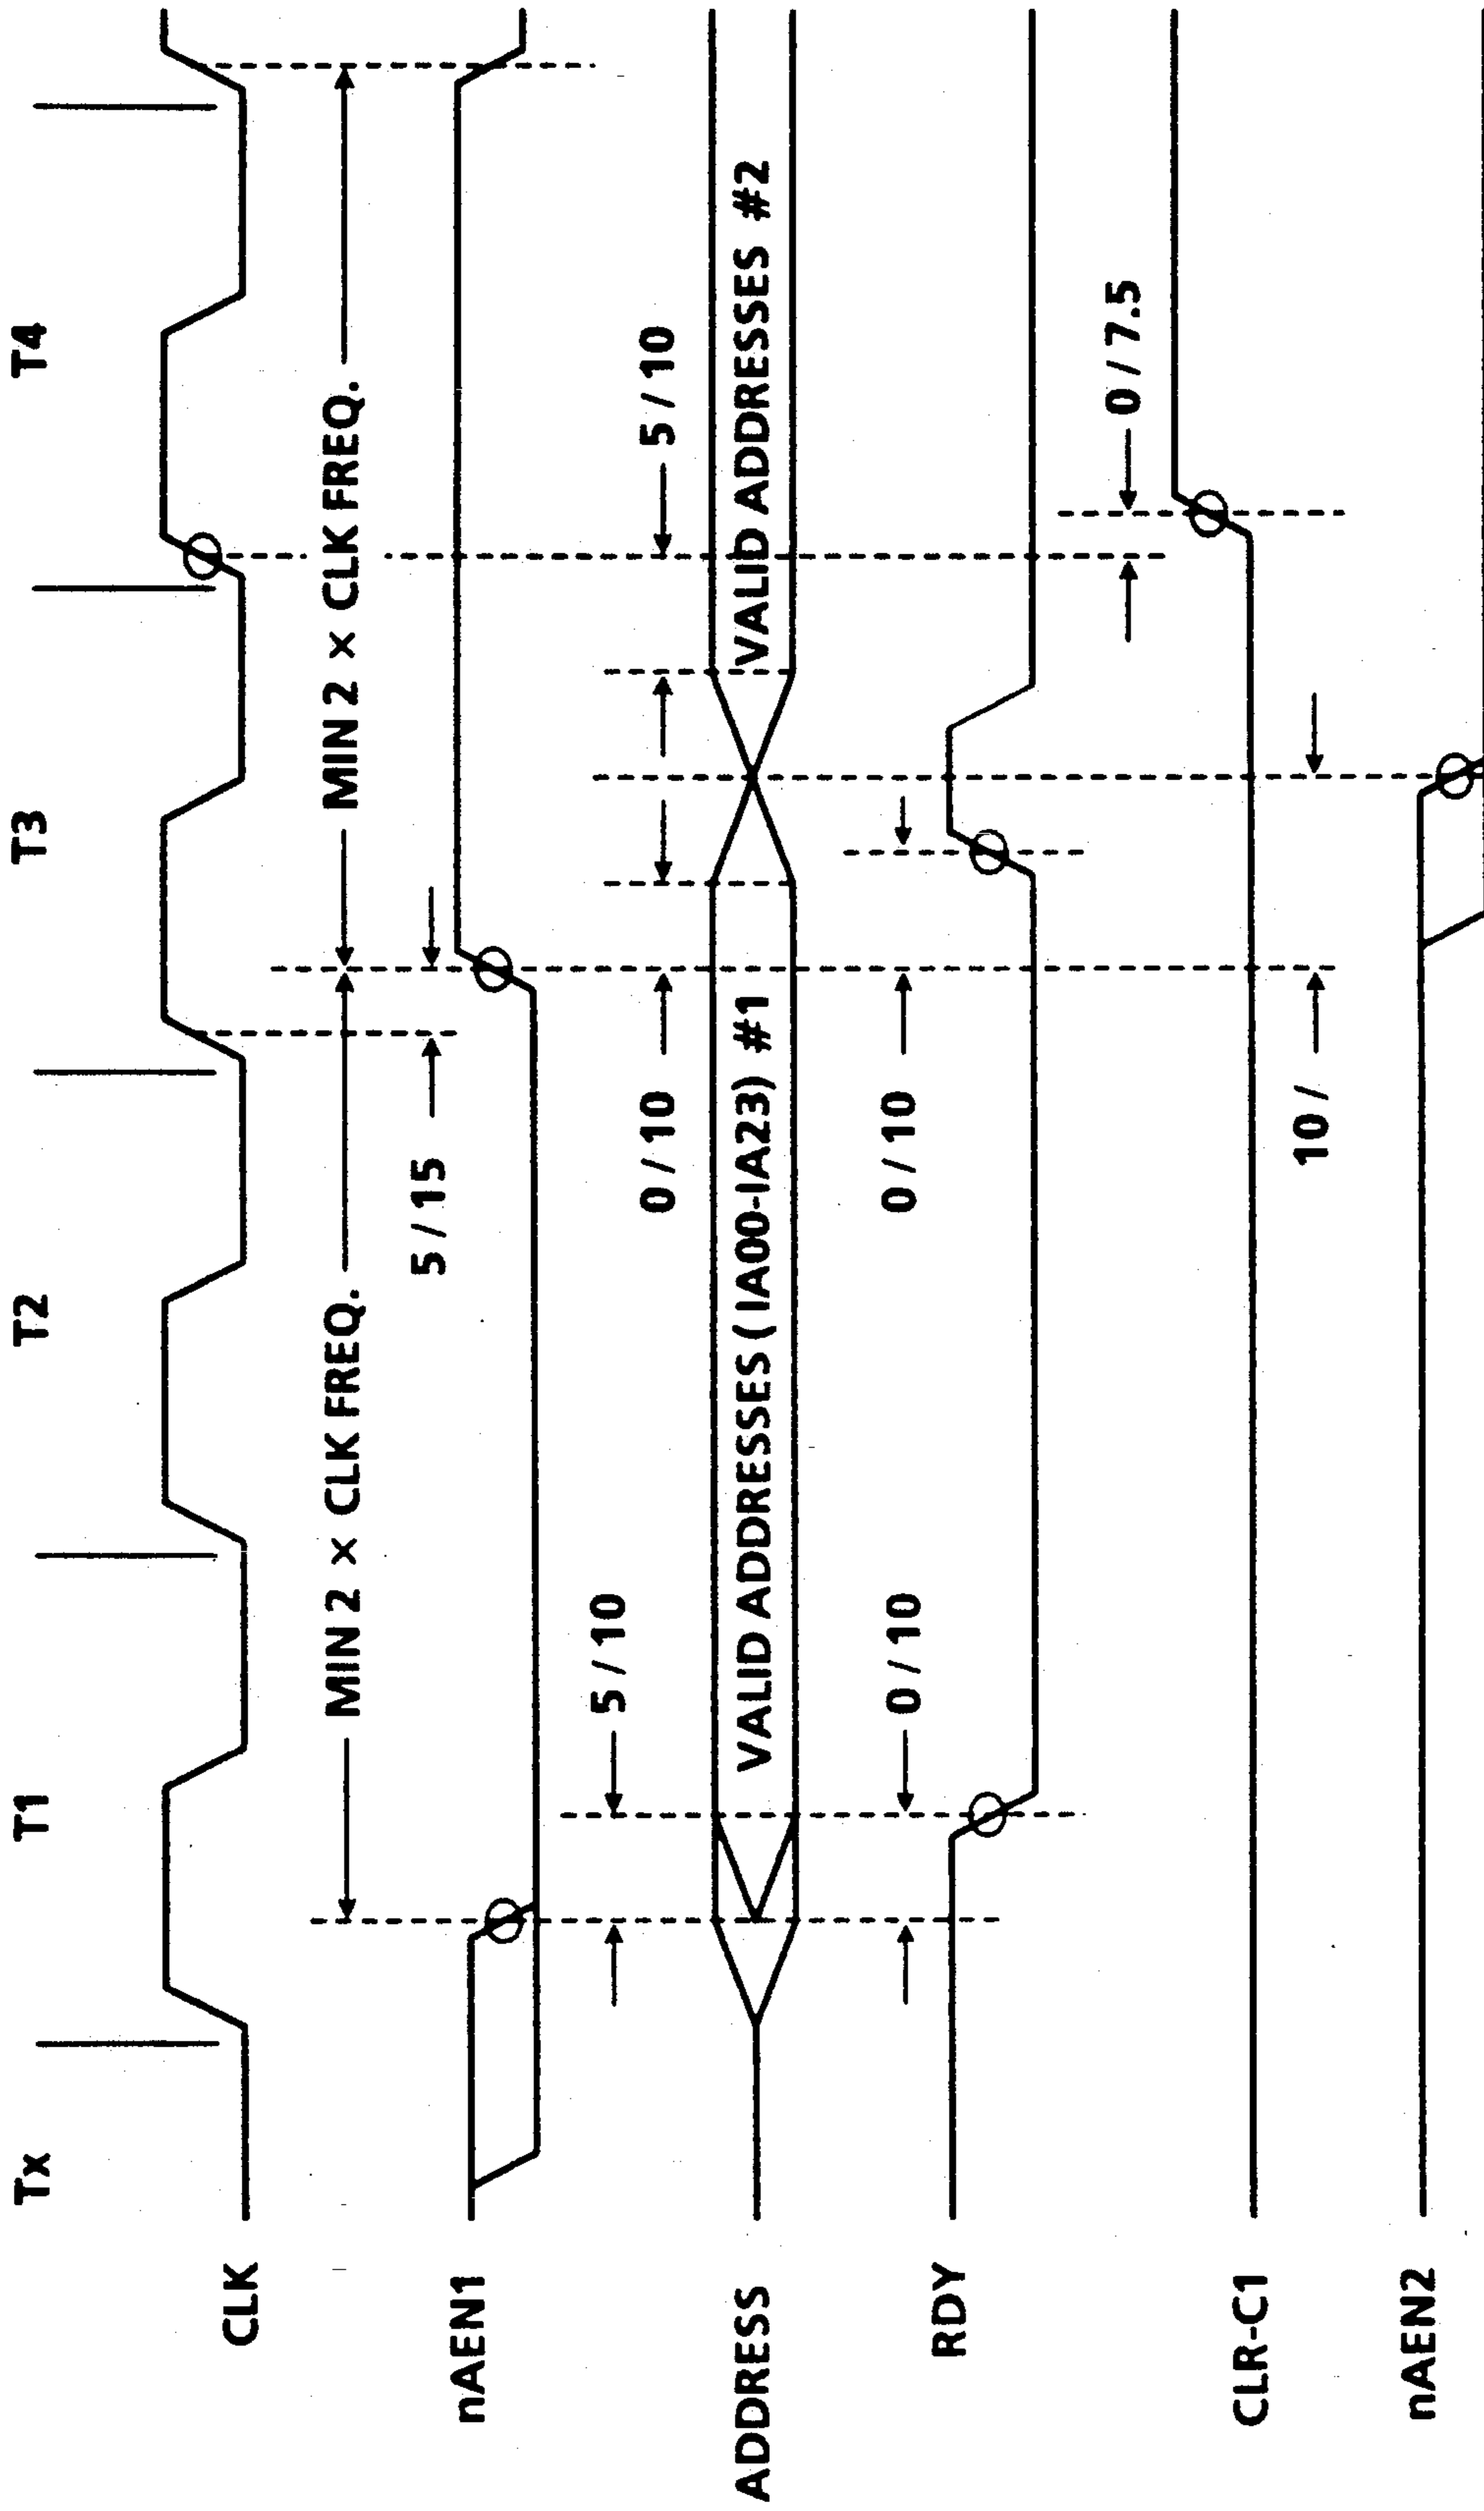 Tx T1 T2 T3 T4
CLK
MIN 2 × CLK FREQ. MIN 2 × CLK FREQ.
5 / 15
nAEN1
5 / 10
0 / 10 5 / 10
ADDRESS VALID ADDRESSES (IA00-IA23) #1 VALID ADDRESSES #2
0 / 10 0 / 10
RDY
0 / 7.5
CLR-C1
10 /
nAEN2